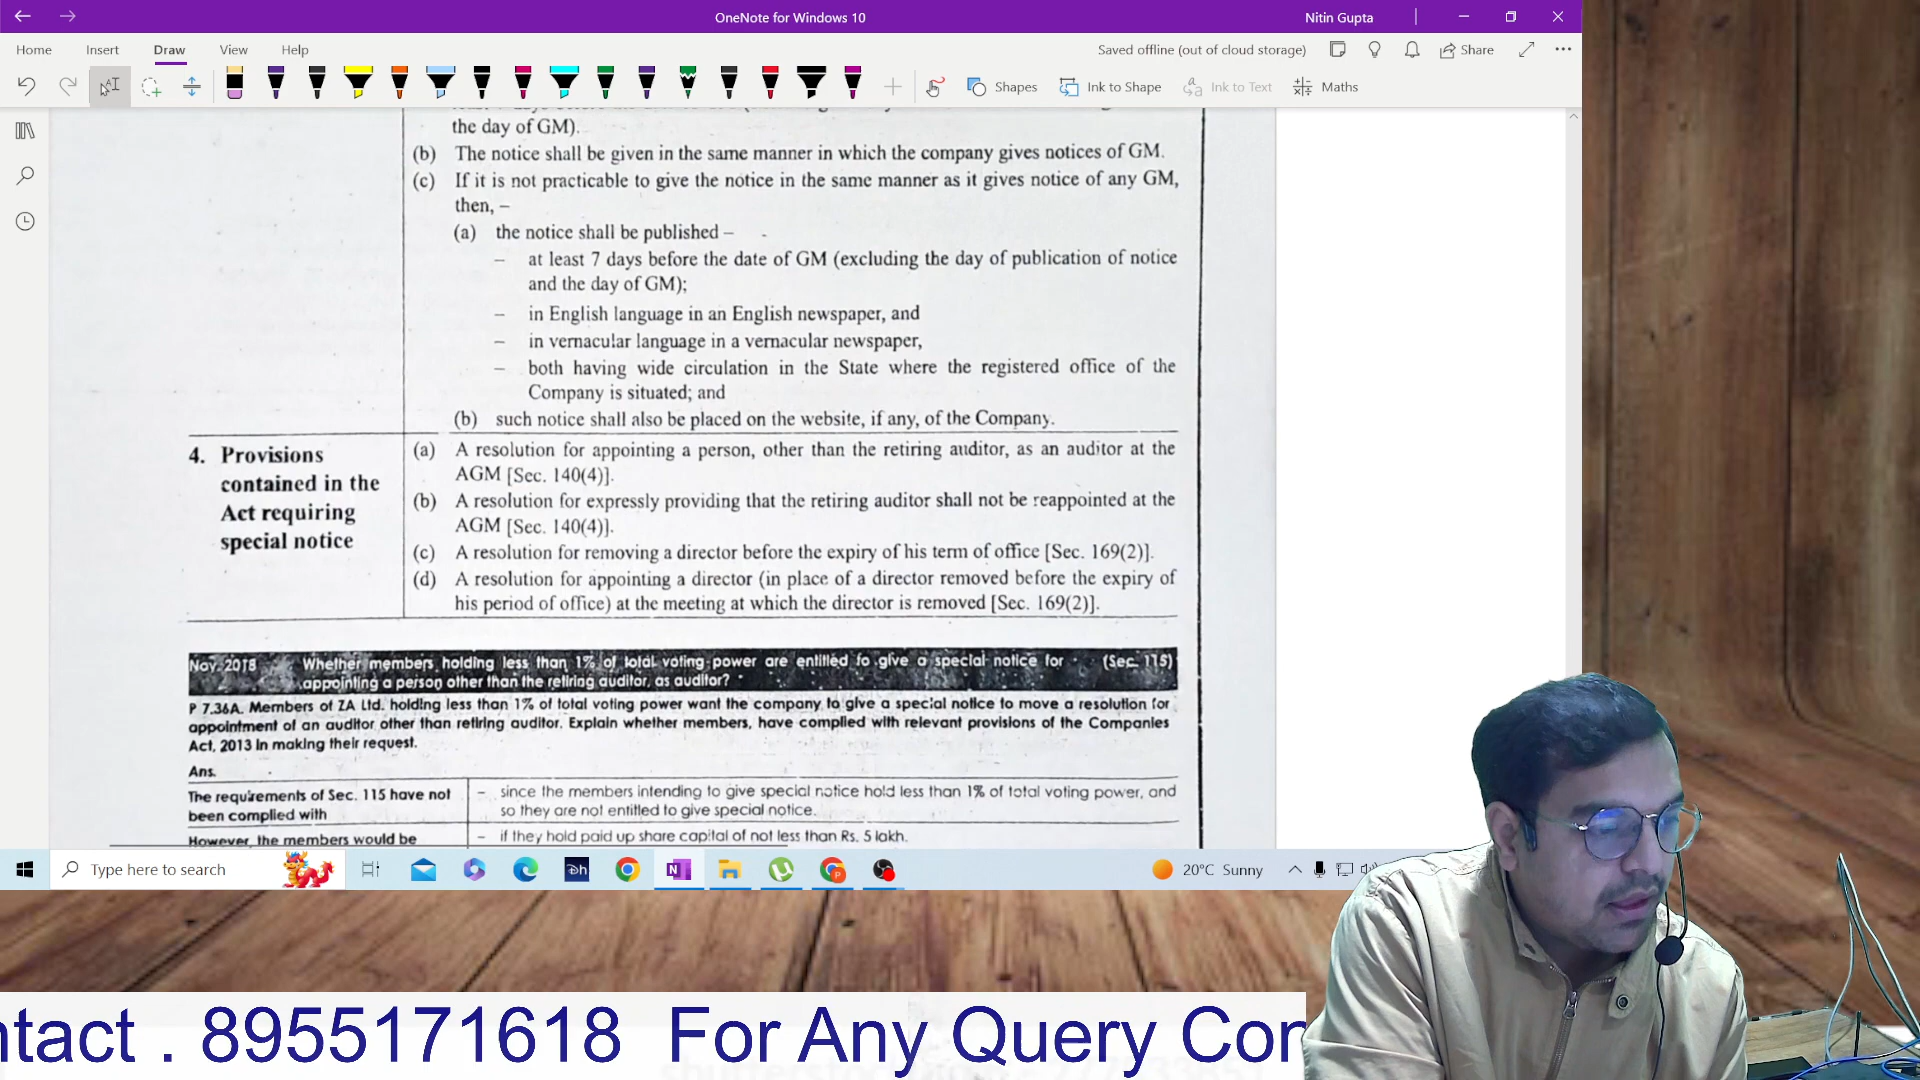 OneNote for Windows 10
Nitin Gupta
Home Insert Draw View Help
Saved offline (out of cloud storage)
Share
Shapes
Ink to Shape
Ink to Text
Maths
the day of GM).
(b) The notice shall be given in the same manner in which the company gives notices of GM.
(c) If it is not practicable to give the notice in the same manner as it gives notice of any GM,
then, –
(a) the notice shall be published –
– at least 7 days before the date of GM (excluding the day of publication of notice
and the day of GM);
– in English language in an English newspaper, and
– in vernacular language in a vernacular newspaper,
– both having wide circulation in the State where the registered office of the
Company is situated; and
(b) such notice shall also be placed on the website, if any, of the Company.
4. Provisions
contained in the
Act requiring
special notice
(a) A resolution for appointing a person, other than the retiring auditor, as an auditor at the
AGM [Sec. 140(4)].
(b) A resolution for expressly providing that the retiring auditor shall not be reappointed at the
AGM [Sec. 140(4)].
(c) A resolution for removing a director before the expiry of his term of office [Sec. 169(2)].
(d) A resolution for appointing a director (in place of a director removed before the expiry of
his period of office) at the meeting at which the director is removed [Sec. 169(2)].
Nov. 2018 Whether members holding less than 1% of total voting power are entitled to give a special notice for (Sec. 115)
appointing a person other than the retiring auditor, as auditor?
P 7.36A. Members of ZA Ltd. holding less than 1% of total voting power want the company to give a special notice to move a resolution for
appointment of an auditor other than retiring auditor. Explain whether members, have complied with relevant provisions of the Companies
Act, 2013 in making their request.
Ans.
The requirements of Sec. 115 have not
been complied with
– since the members intending to give special notice hold less than 1% of total voting power, and
so they are not entitled to give special notice.
However, the members would be
– if they hold paid up share capital of not less than Rs. 5 lakh.
Type here to search
20°C Sunny
ntact . 8955171618 For Any Query Con